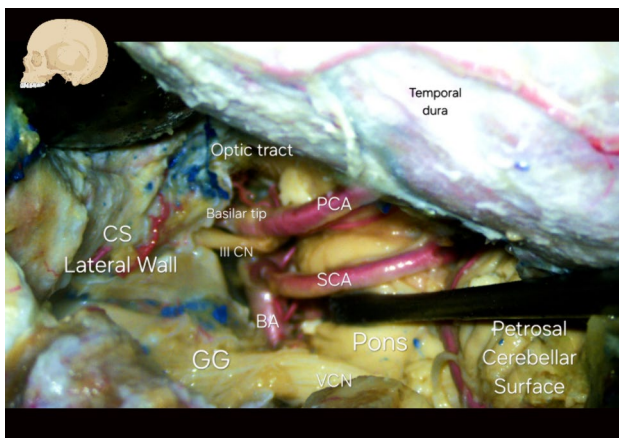 Temporal
dura
Optic tract
PCA
Basilar tip
CS
Lateral Wall
III CN
SCA
BA
Pons
GG
Petrosal
Cerebellar
Surface
VCN